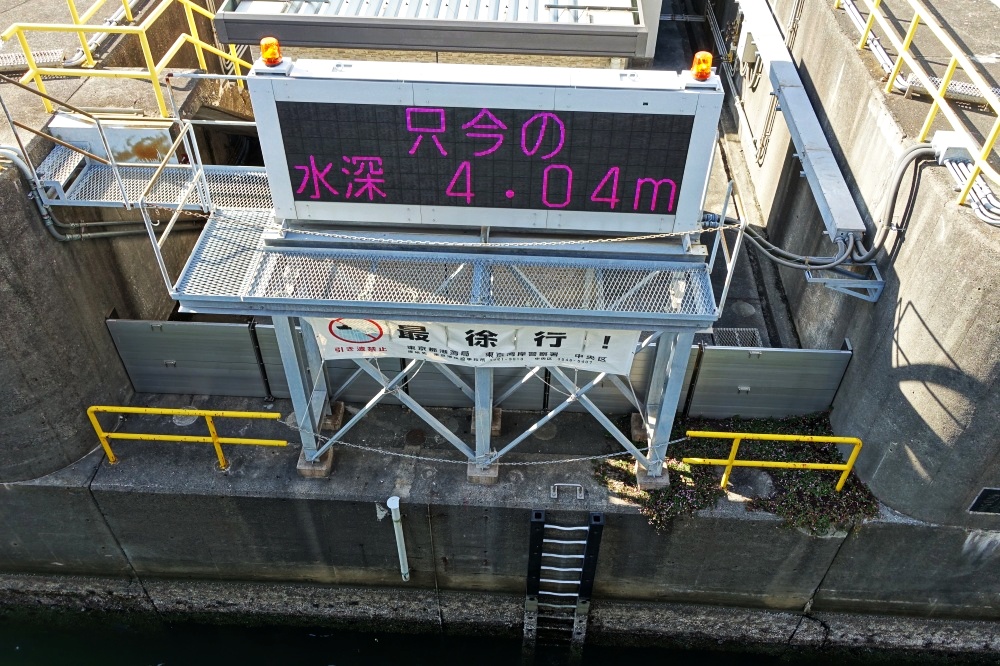 只今の
水深 4.04m
最徐行!
引き波禁止
東京都港湾局 東京湾岸警察署 中央区